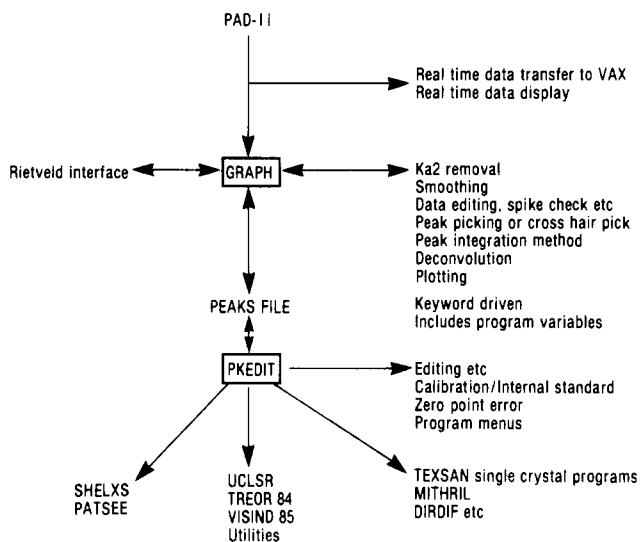 PAD-II
Real time data transfer to VAX
Real time data display
Rietveld interface
GRAPH
Ka2 removal
Smoothing
Data editing, spike check etc
Peak picking or cross hair pick
Peak integration method
Deconvolution
Plotting
PEAKS FILE
Keyword driven
Includes program variables
PKEDIT
Editing etc
Calibration/Internal standard
Zero point error
Program menus
SHELXS
PATSEE
UCLSR
TREOR 84
VISIND 85
Utilities
TEXSAN single crystal programs
MITHRIL
DIRDIF etc